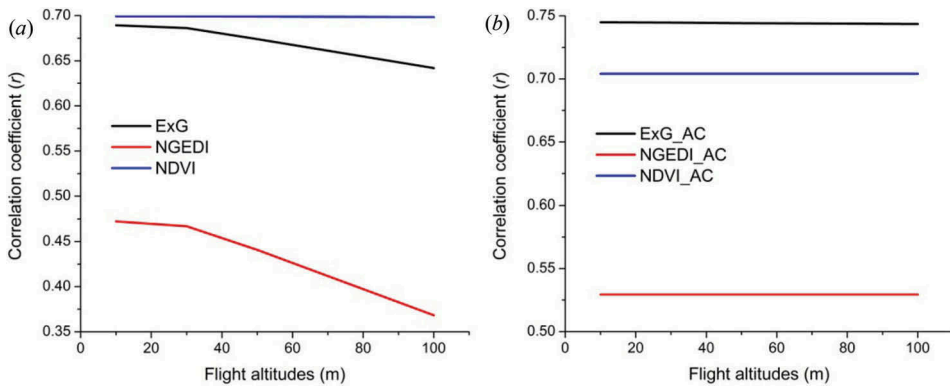 (a)
0.70
0.65
0.60
0.55
0.50
0.45
0.40
0.35
Correlation coefficient (r)
ExG
NGEDI
NDVI
0 20 40 60 80 100
Flight altitudes (m)
(b)
0.75
0.70
0.65
0.60
0.55
0.50
Correlation coefficient (r)
ExG_AC
NGEDI_AC
NDVI_AC
0 20 40 60 80 100
Flight altitudes (m)